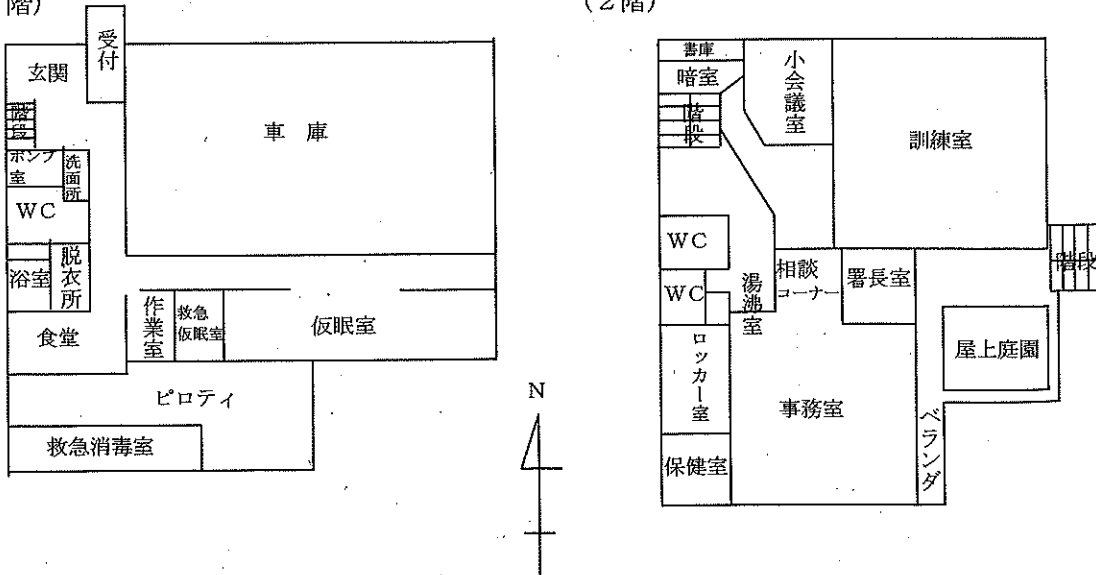 階)
受付
玄関
階段
ポンプ室
洗面所
WC
浴室
脱衣所
食堂
車 庫
作業室
救急
仮眠室
仮眠室
ピロティ
救急消毒室
N
(2階)
書庫
暗室
階段
小会議室
訓練室
WC
WC
湯沸室
相談
コーナー
署長室
階段
ロッカー室
事務室
屋上庭園
ベランダ
保健室